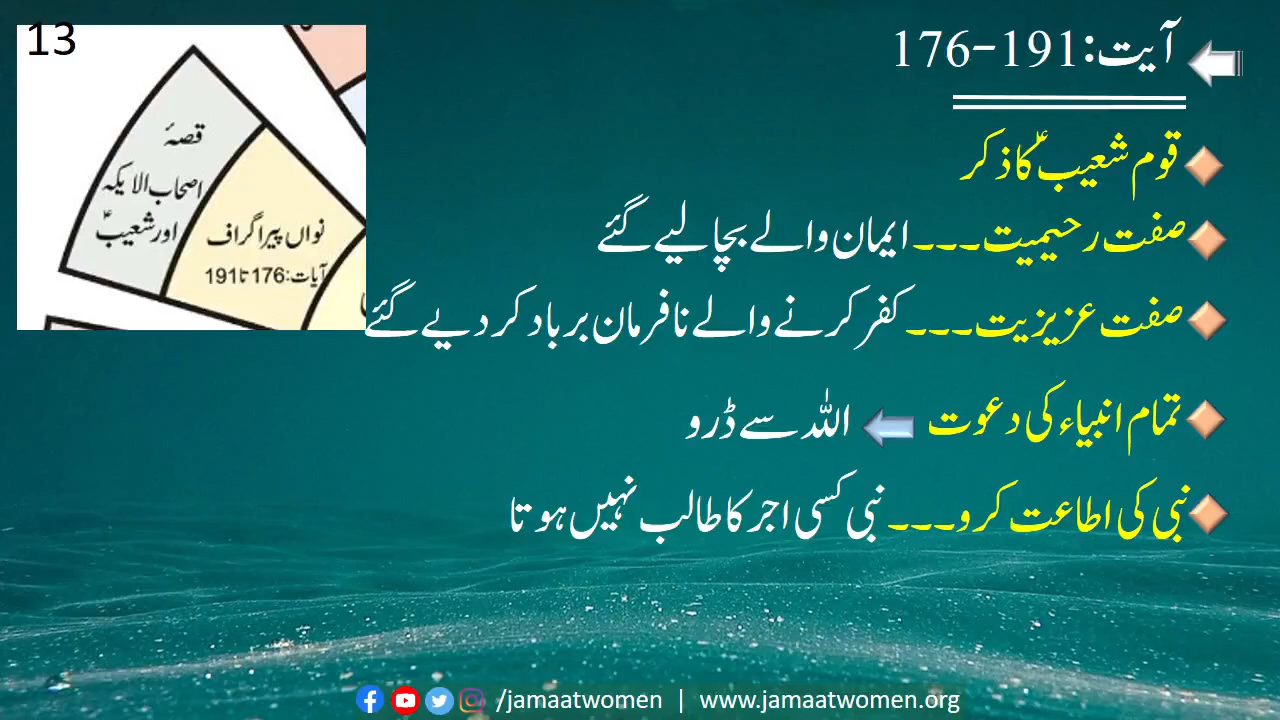 13
آیت: 176-191
قوم شعیبؑ کا ذکر
صفت رحیمیت۔۔۔ ایمان والے بچا لیے گئے
صفت عزیزیت۔۔۔ کفر کرنے والے نافرمان برباد کر دیے گئے
تمام انبیاء کی دعوت اللہ سے ڈرو
نبی کی اطاعت کرو۔۔۔ نبی کسی اجر کا طالب نہیں ہوتا
قصۂ
اصحاب الایکہ
اور شعیبؑ
نواں پیراگراف
آیات: 176 تا 191
/jamaatwomen | www.jamaatwomen.org